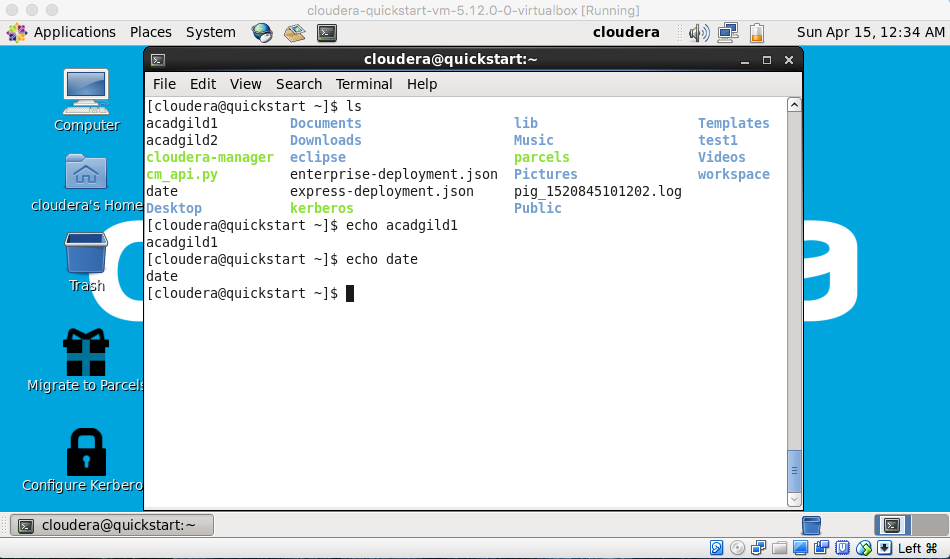 cloudera-quickstart-vm-5.12.0-0-virtualbox [Running]
Applications Places System cloudera Sun Apr 15, 12:34 AM
cloudera@quickstart:~
File Edit View Search Terminal Help
[cloudera@quickstart ~]$ ls
acadgild1 Documents lib Templates
acadgild2 Downloads Music test1
cloudera-manager eclipse parcels Videos
cm_api.py enterprise-deployment.json Pictures workspace
date express-deployment.json pig_1520845101202.log
Desktop kerberos Public
[cloudera@quickstart ~]$ echo acadgild1
acadgild1
[cloudera@quickstart ~]$ echo date
date
[cloudera@quickstart ~]$
Computer
cloudera's Home
Trash
Migrate to Parcels
Configure Kerbero
cloudera@quickstart:~
Left ⌘